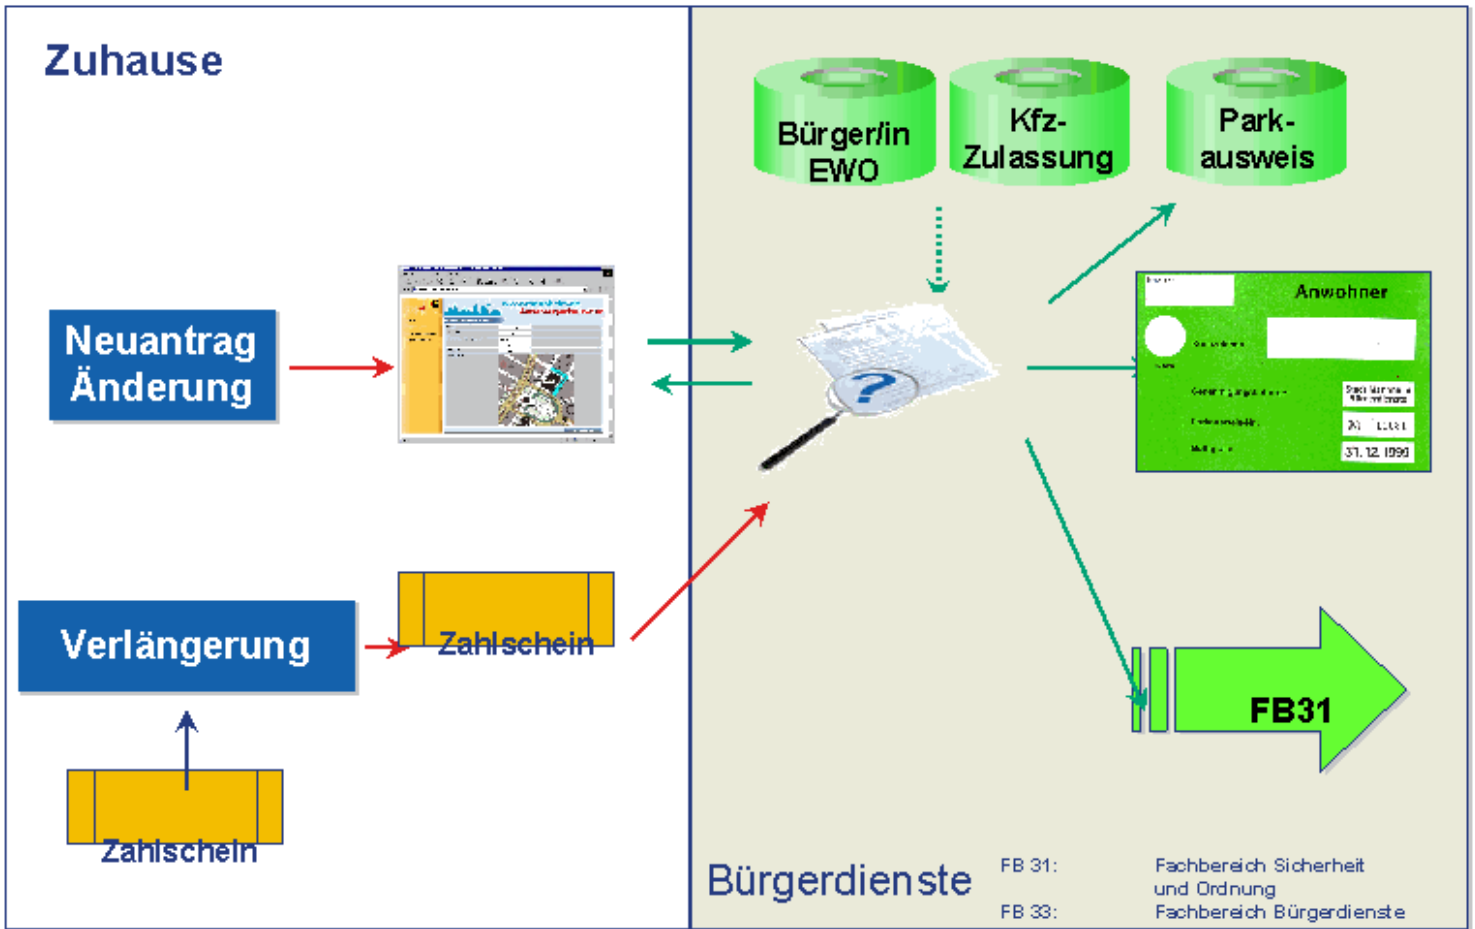 Zuhause
Bürger/in
EWO
Kfz-
Zulassung
Park-
ausweis
Neuantrag
Änderung
Anwohner
31. 12. 1999
Verlängerung
Zahlschein
Zahlschein
FB31
Bürgerdienste
FB 31: Fachbereich Sicherheit
und Ordnung
FB 33: Fachbereich Bürgerdienste